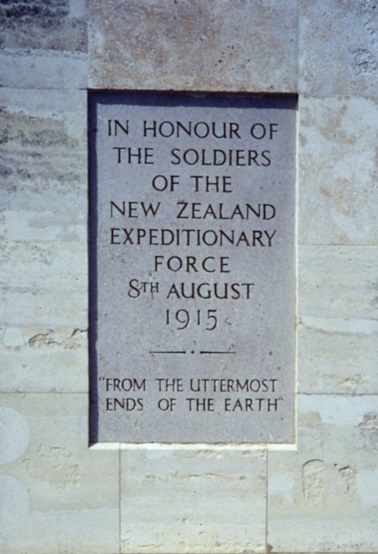 IN HONOUR OF
THE SOLDIERS
OF THE
NEW ZEALAND
EXPEDITIONARY
FORCE
8TH AUGUST
1915
"FROM THE UTTERMOST
ENDS OF THE EARTH"